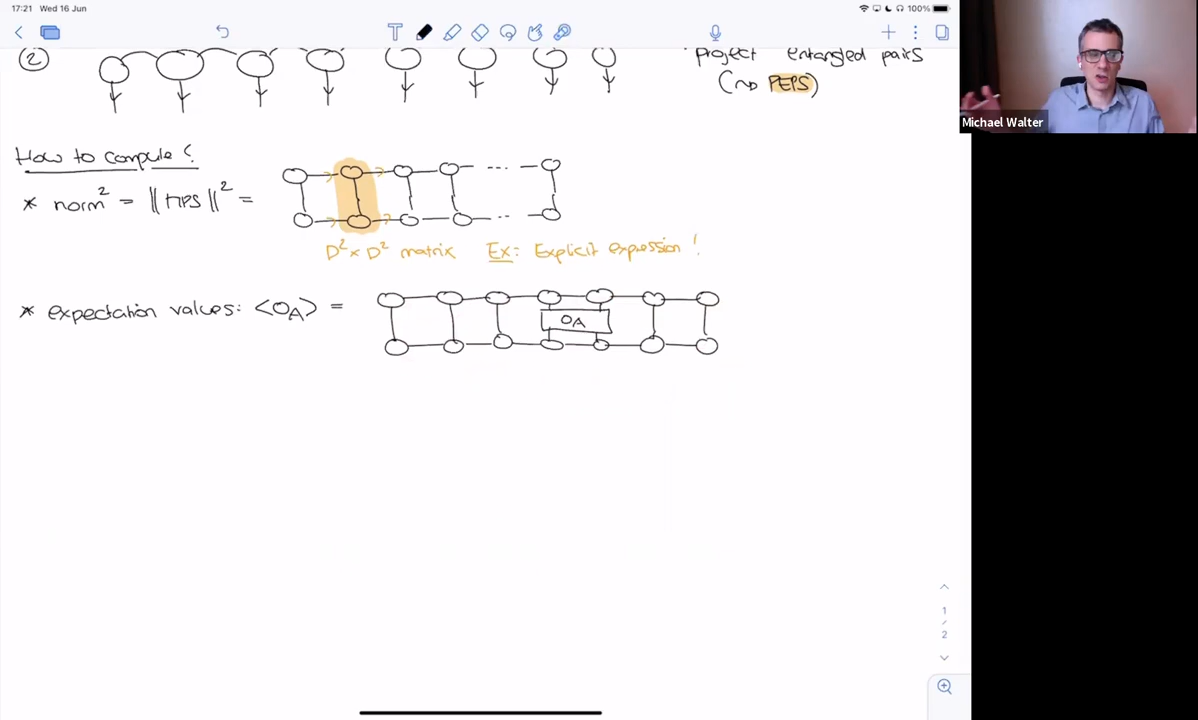 17:21 Wed 16 Jun
100%
2
project entangled pairs
(⇝ PEPS)
Michael Walter
How to compute?
* norm² = ||MPS||² =
...
..
D² × D² matrix Ex: Explicit expression!
* expectation values: <O_A> =
O_A
1
/
2